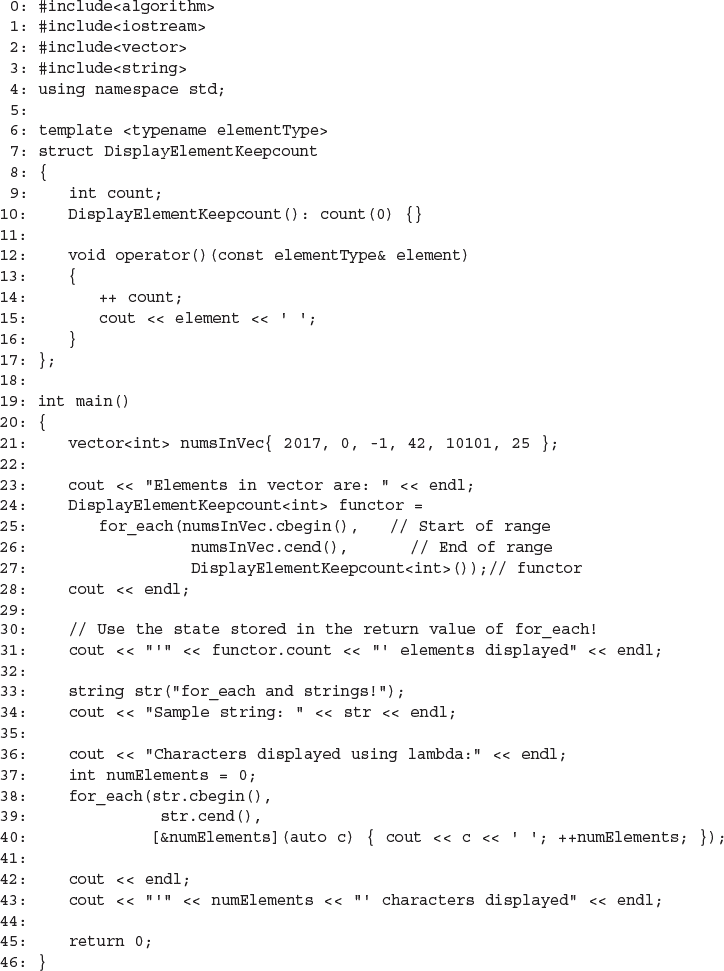 0: #include<algorithm>
1: #include<iostream>
2: #include<vector>
3: #include<string>
4: using namespace std;
5:
6: template <typename elementType>
7: struct DisplayElementKeepcount
8: {
9:    int count;
10:    DisplayElementKeepcount(): count(0) {}
11:
12:    void operator()(const elementType& element)
13:    {
14:       ++ count;
15:       cout << element << ' ';
16:    }
17: };
18:
19: int main()
20: {
21:    vector<int> numsInVec{ 2017, 0, -1, 42, 10101, 25 };
22:
23:    cout << "Elements in vector are: " << endl;
24:    DisplayElementKeepcount<int> functor =
25:       for_each(numsInVec.cbegin(),   // Start of range
26:                numsInVec.cend(),      // End of range
27:                DisplayElementKeepcount<int>());// functor
28:    cout << endl;
29:
30:    // Use the state stored in the return value of for_each!
31:    cout << "'" << functor.count << "' elements displayed" << endl;
32:
33:    string str("for_each and strings!");
34:    cout << "Sample string: " << str << endl;
35:
36:    cout << "Characters displayed using lambda:" << endl;
37:    int numElements = 0;
38:    for_each(str.cbegin(),
39:             str.cend(),
40:            [&numElements](auto c) { cout << c << ' '; ++numElements; });
41:
42:    cout << endl;
43:    cout << "'" << numElements << "' characters displayed" << endl;
44:
45:    return 0;
46: }